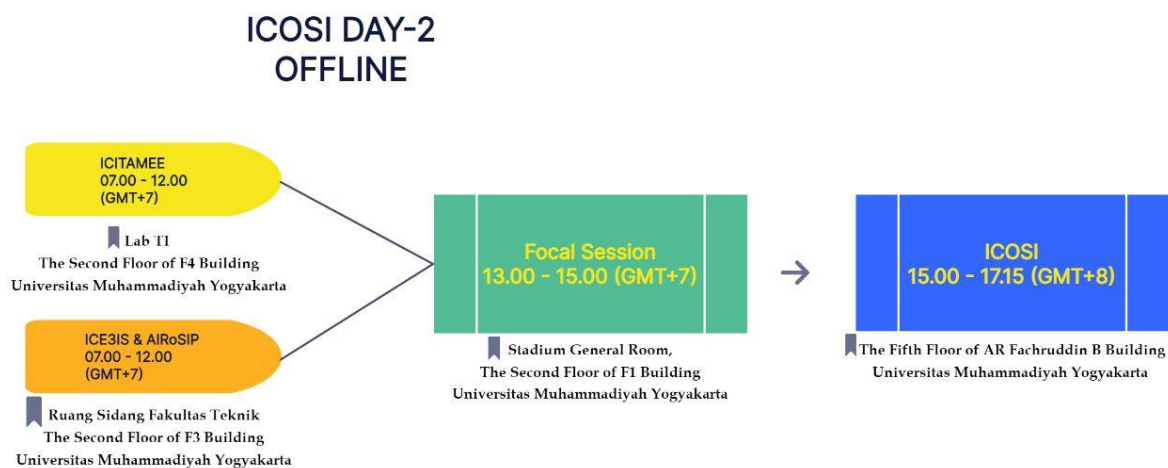 ICOSI DAY-2
OFFLINE
ICITAMEE
07.00 - 12.00
(GMT+7)
Lab TI
The Second Floor of F4 Building
Universitas Muhammadiyah Yogyakarta
ICE3IS & AIRoSIP
07.00 - 12.00
(GMT+7)
Ruang Sidang Fakultas Teknik
The Second Floor of F3 Building
Universitas Muhammadiyah Yogyakarta
Focal Session
13.00 - 15.00 (GMT+7)
Stadium General Room,
The Second Floor of F1 Building
Universitas Muhammadiyah Yogyakarta
ICOSI
15.00 - 17.15 (GMT+8)
The Fifth Floor of AR Fachruddin B Building
Universitas Muhammadiyah Yogyakarta